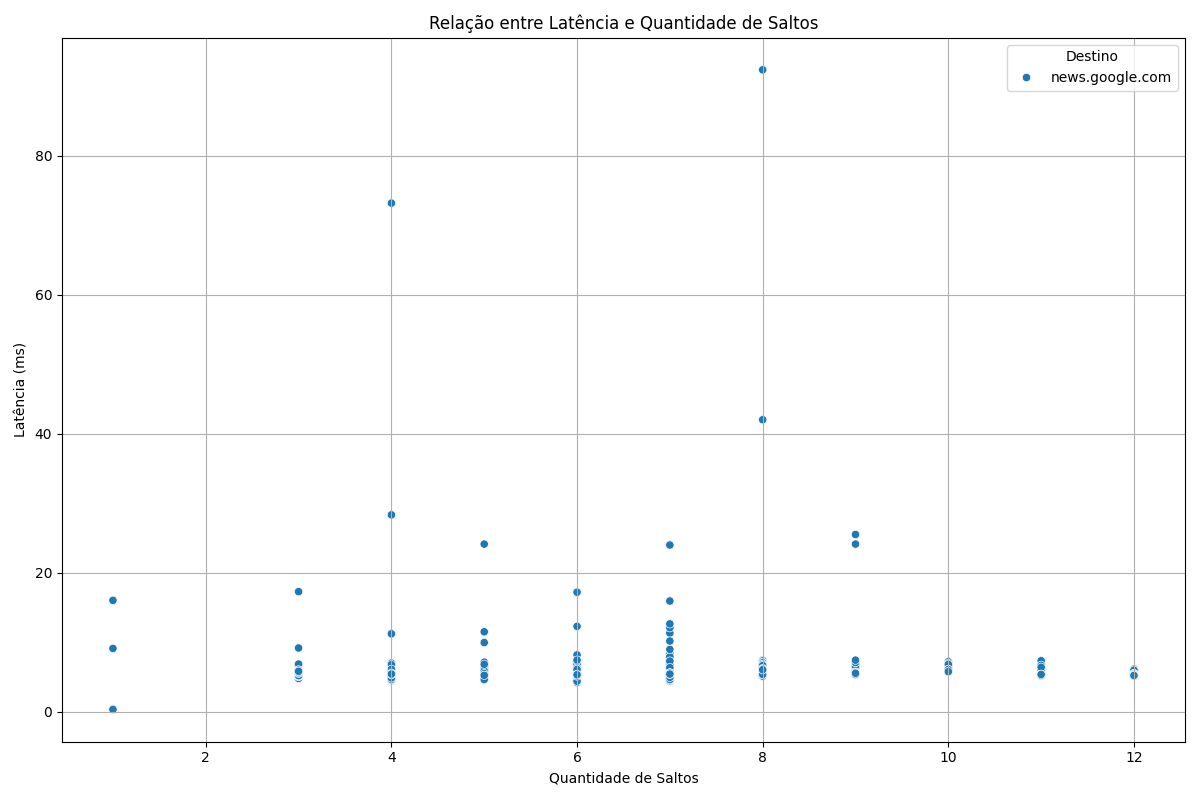 Relação entre Latência e Quantidade de Saltos
Destino
news.google.com
Latência (ms)
80
60
40
20
0
2
4
6
8
10
12
Quantidade de Saltos